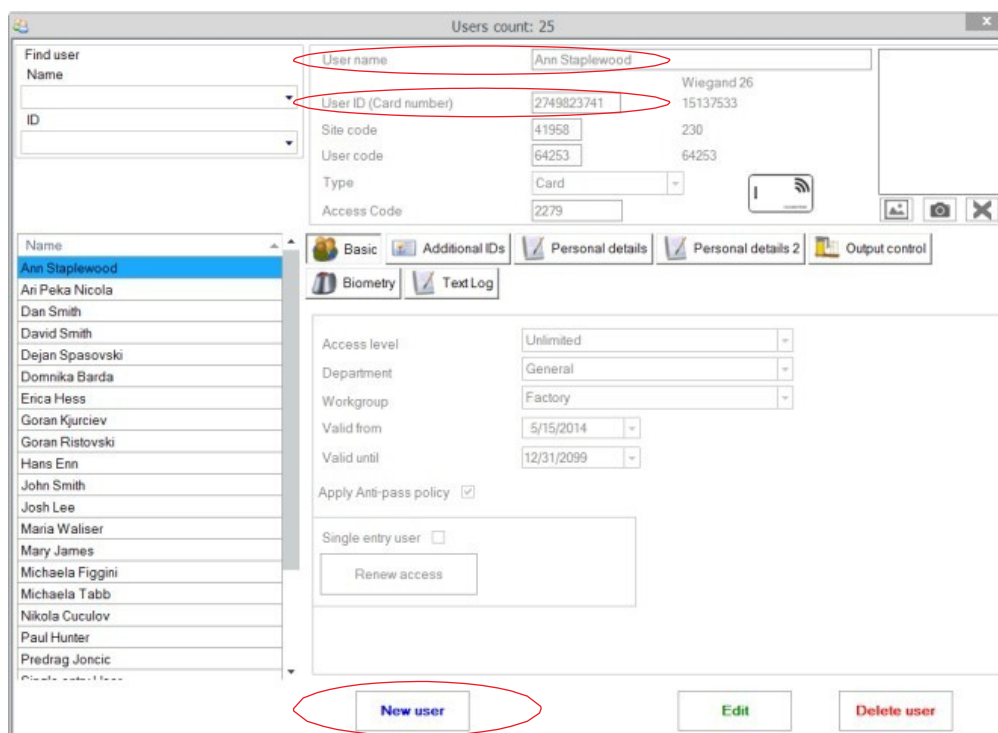 Users count: 25
x
Find user
Name
ID
User name Ann Staplewood
Wiegand 26
User ID (Card number) 2749823741 15137533
Site code 41958 230
User code 64253 64253
Type Card
Access Code 2279
Name
Ann Staplewood
Ari Peka Nicola
Dan Smith
David Smith
Dejan Spasovski
Domnika Barda
Erica Hess
Goran Kjurciev
Goran Ristovski
Hans Enn
John Smith
Josh Lee
Maria Waliser
Mary James
Michaela Figgini
Michaela Tabb
Nikola Cuculov
Paul Hunter
Predrag Joncic
Single entry User
Basic Additional IDs Personal details Personal details 2 Output control
Biometry Text Log
Access level Unlimited
Department General
Workgroup Factory
Valid from 5/15/2014
Valid until 12/31/2099
Apply Anti-pass policy
Single entry user
Renew access
New user Edit Delete user